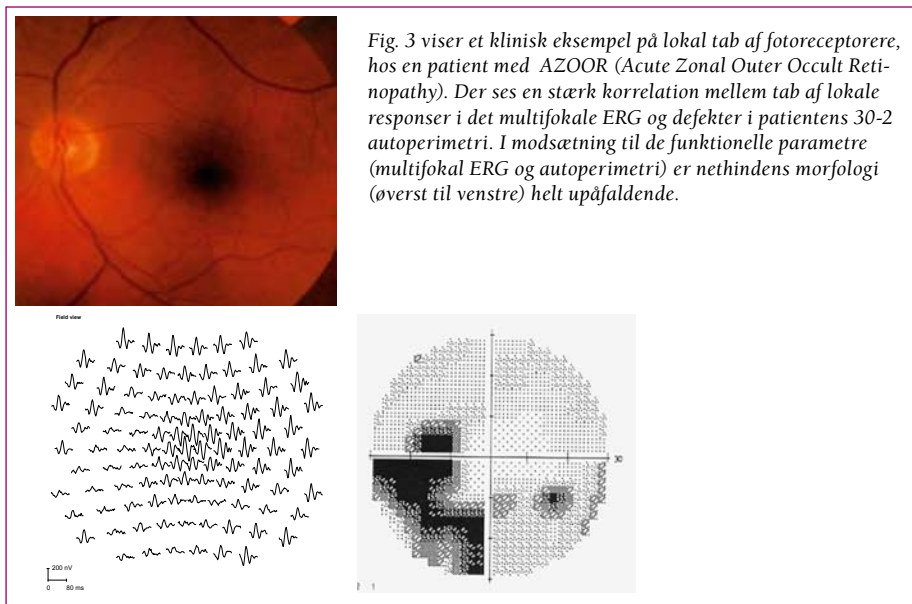 Fig. 3 viser et klinisk eksempel på lokal tab af fotoreceptorere,
hos en patient med AZOOR (Acute Zonal Outer Occult Reti-
nopathy). Der ses en stærk korrelation mellem tab af lokale
responser i det multifokale ERG og defekter i patientens 30-2
autoperimetri. I modsætning til de funktionelle parametre
(multifokal ERG og autoperimetri) er nethindens morfologi
(øverst til venstre) helt upåfaldende.
Field view
30
200 nV
0 80 ms
1